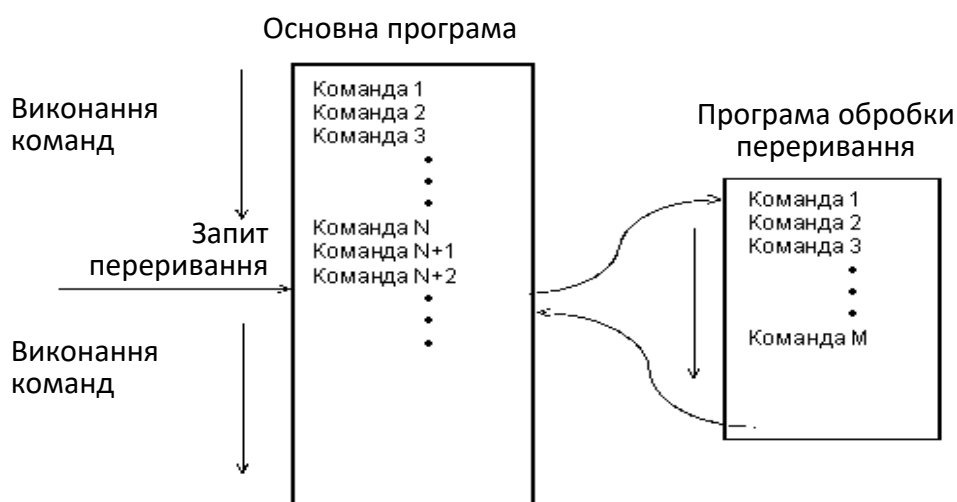 Основна програма
Виконання
команд
Команда 1
Команда 2
Команда 3
Команда N
Команда N+1
Команда N+2
Запит
переривання
Виконання
команд
Програма обробки
переривання
Команда 1
Команда 2
Команда 3
Команда M